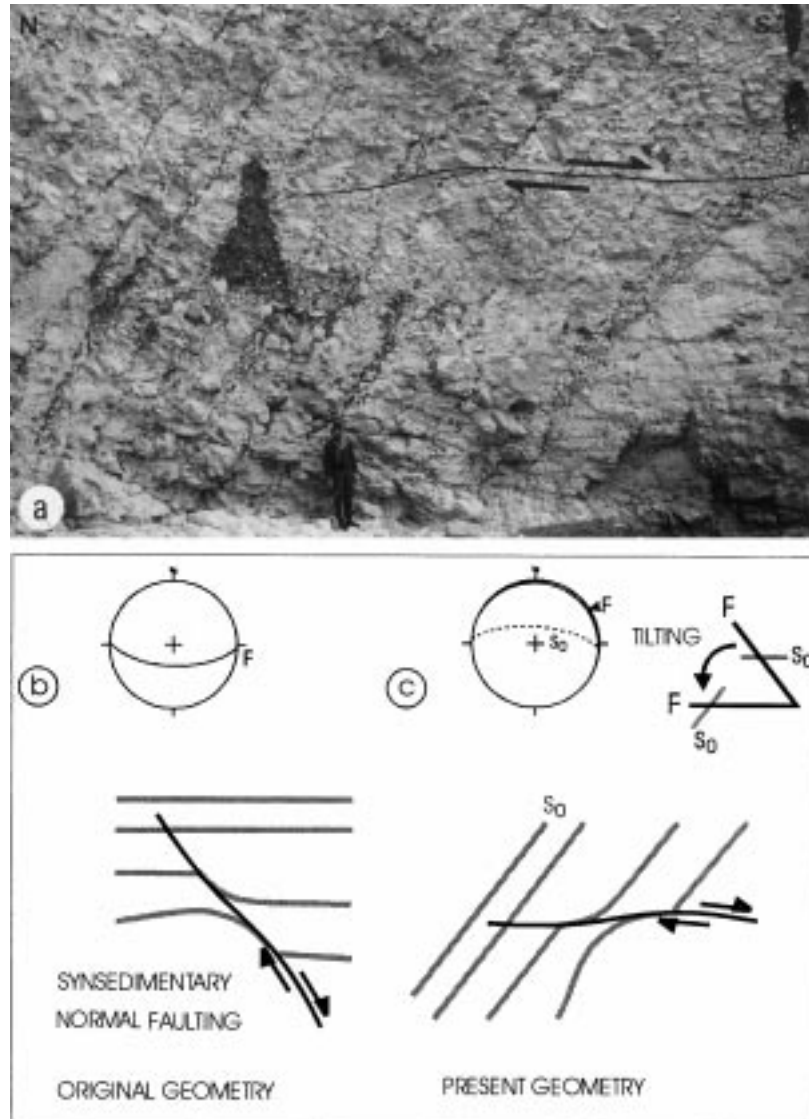 N S
a
b
F
c
F
S₀
TILTING
F
S₀
F
S₀
SYNSEDIMENTARY
NORMAL FAULTING
ORIGINAL GEOMETRY
S₀
PRESENT GEOMETRY